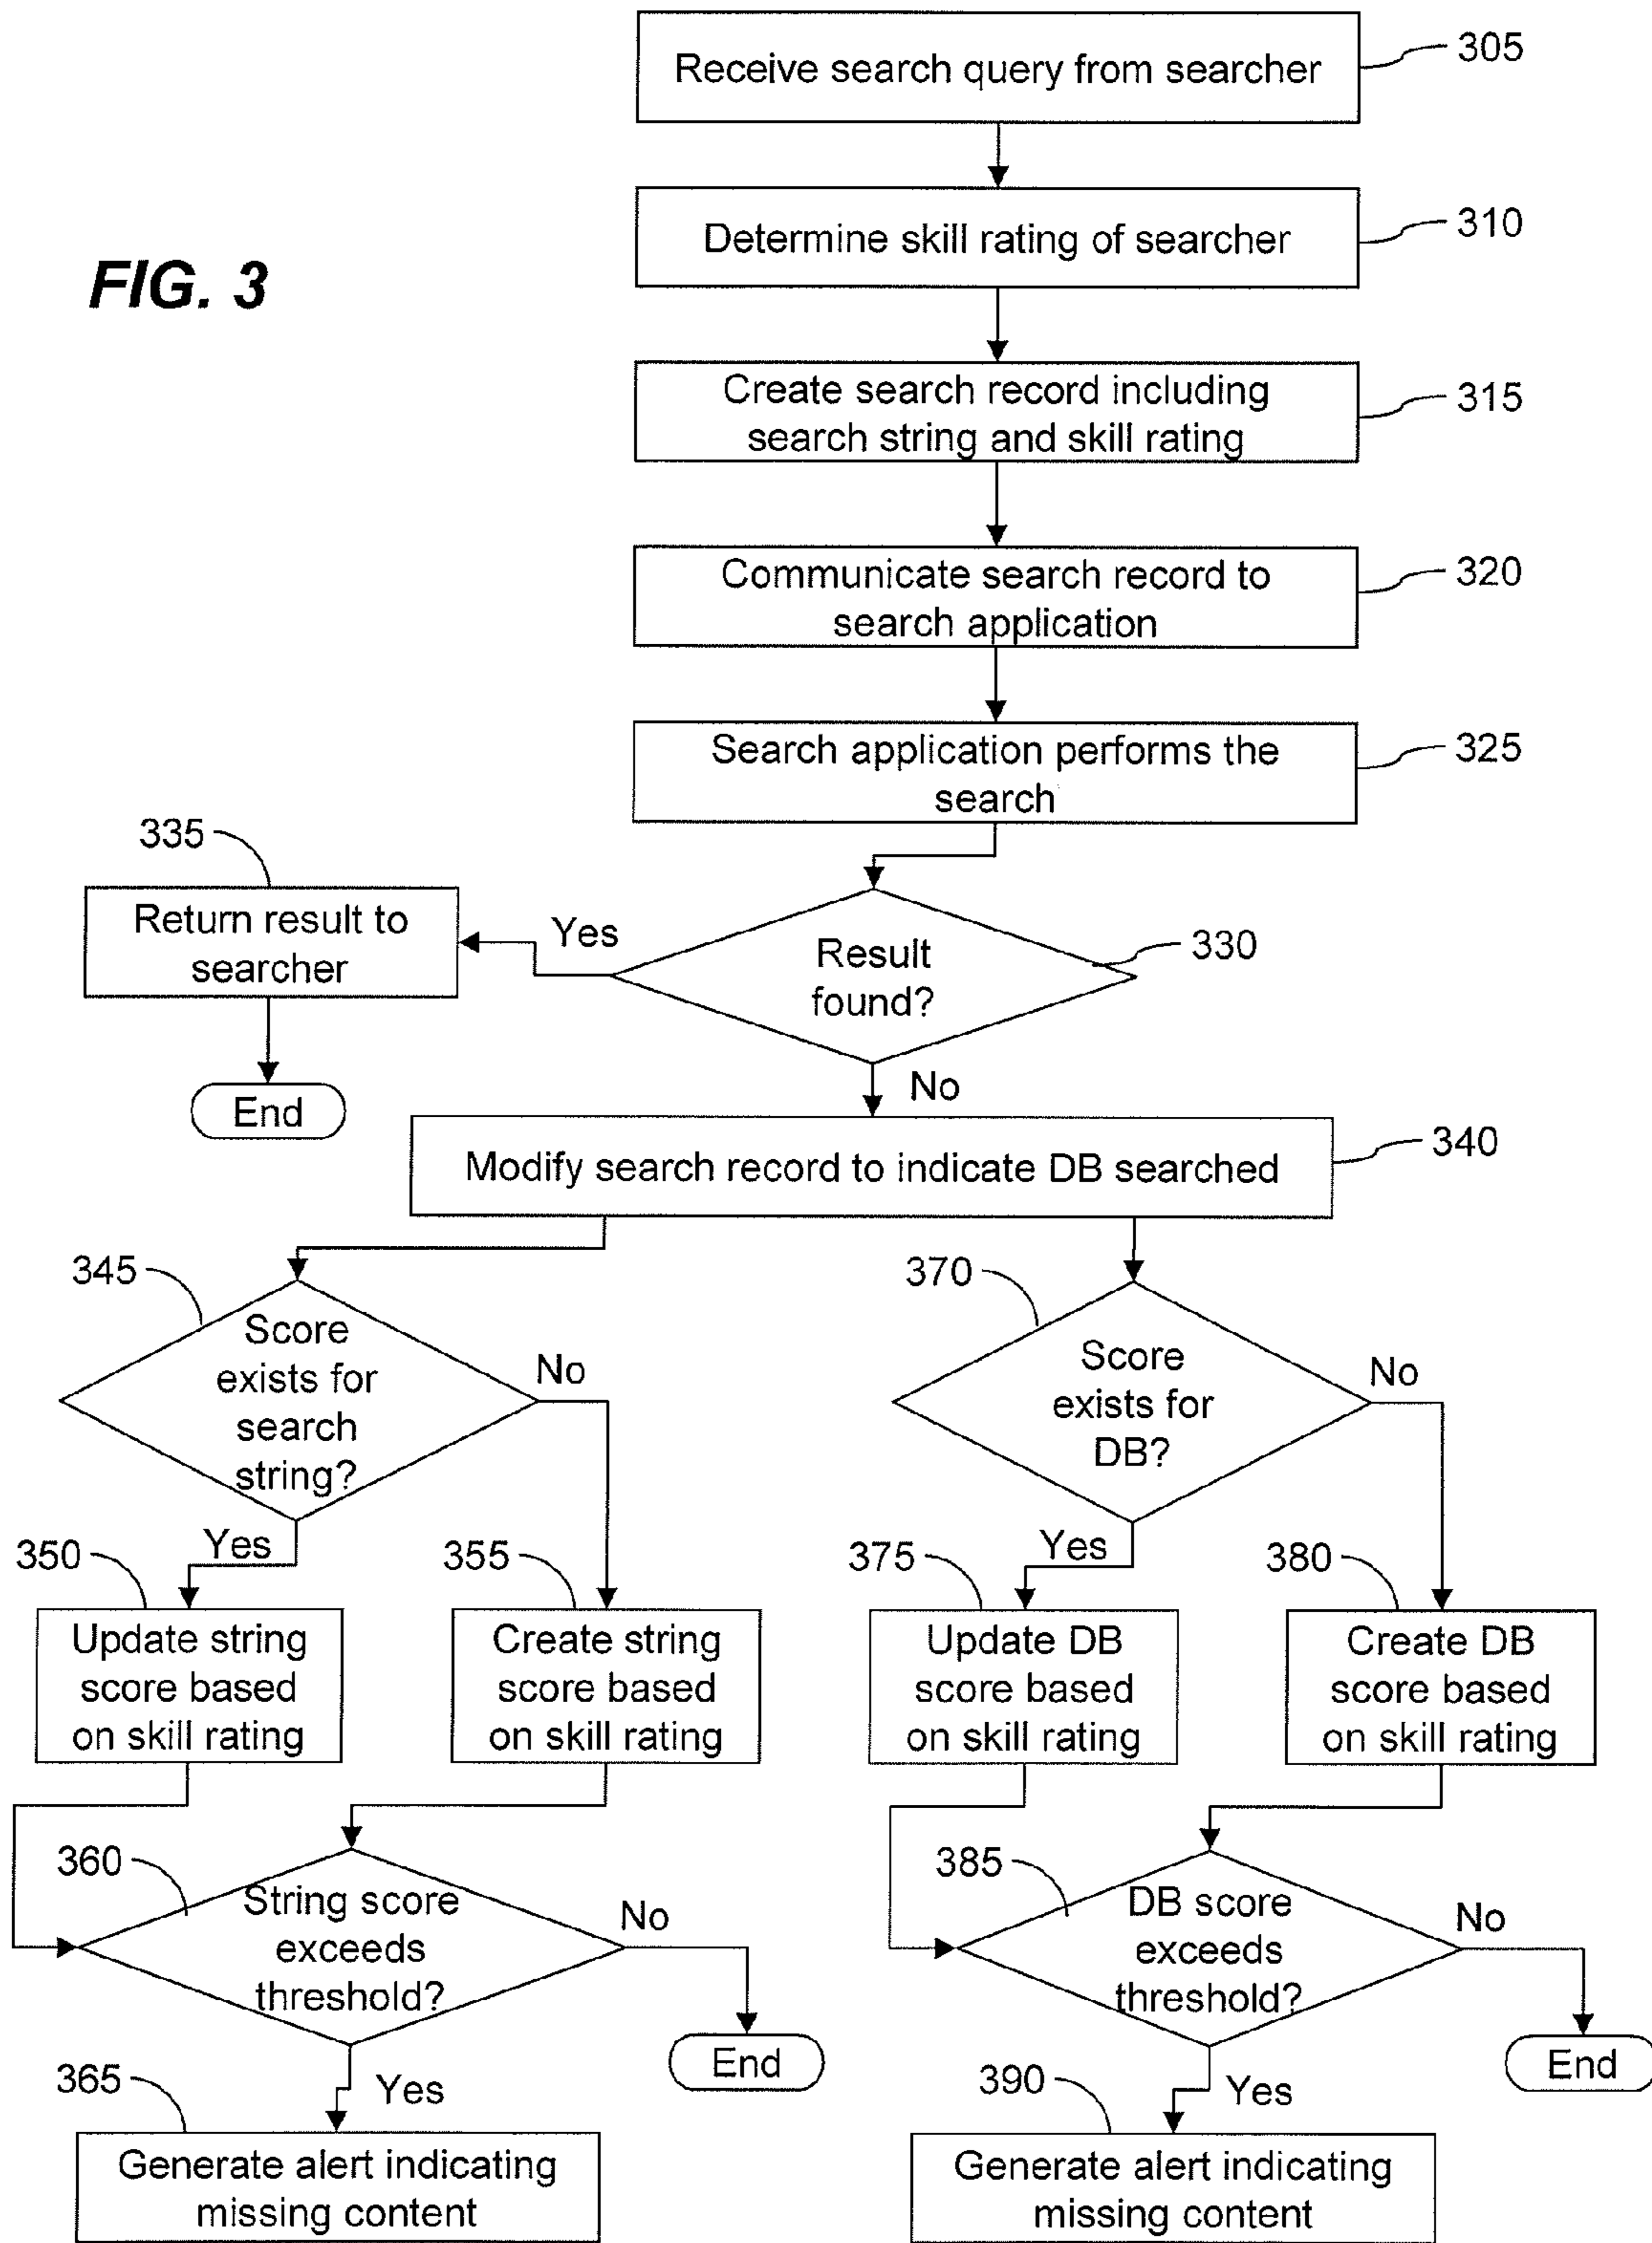 Receive search query from searcher
305
FIG. 3
Determine skill rating of searcher
310
Create search record including
search string and skill rating
315
Communicate search record to
search application
320
Search application performs the
search
325
335
Return result to
searcher
Yes
Result
found?
330
End
No
Modify search record to indicate DB searched
340
345
Score
exists for
search
string?
No
370
Score
exists for
DB?
No
350
Yes
355
375
Yes
380
Update string
score based
on skill rating
Create string
score based
on skill rating
Update DB
score based
on skill rating
Create DB
score based
on skill rating
360
String score
exceeds
threshold?
No
End
385
DB score
exceeds
threshold?
No
End
365
Yes
Generate alert indicating
missing content
390
Yes
Generate alert indicating
missing content